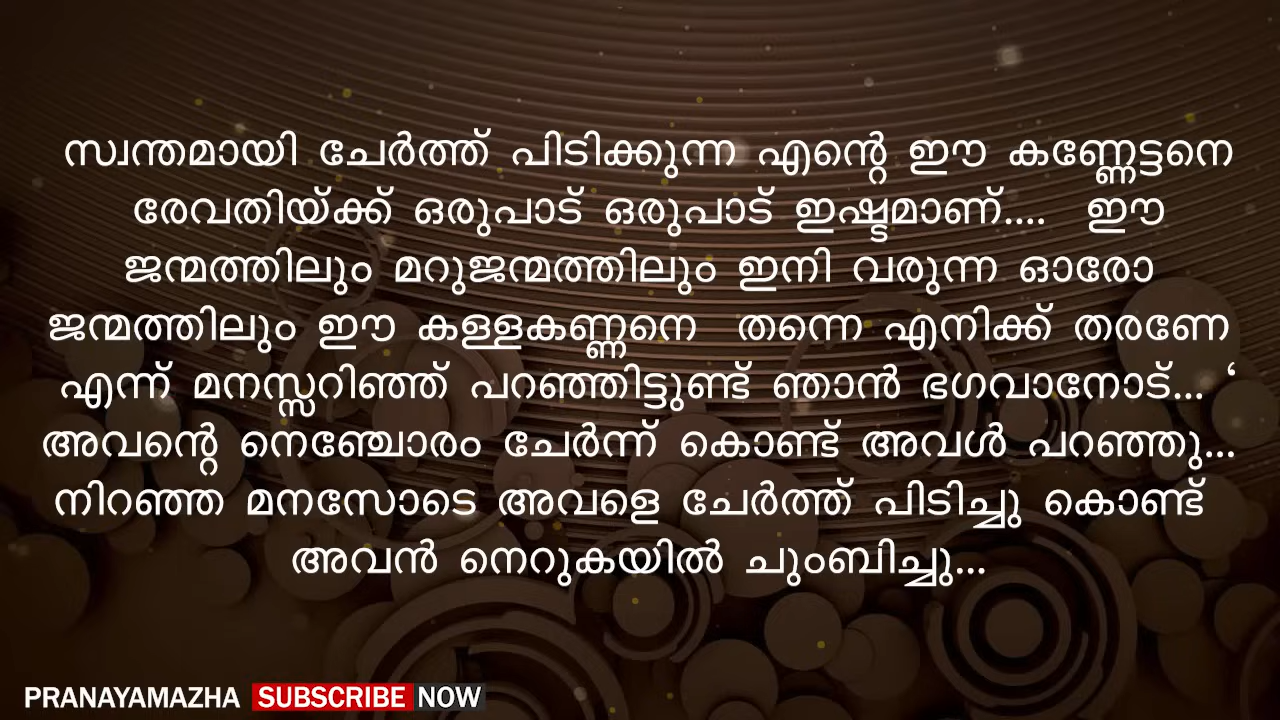 സ്വന്തമായി ചേർത്ത് പിടിക്കുന്ന എന്റെ ഈ കണ്ണേട്ടനെ
രേവതിയ്ക്ക് ഒരുപാട് ഒരുപാട് ഇഷ്ടമാണ്.... ഈ
ജന്മത്തിലും മറുജന്മത്തിലും ഇനി വരുന്ന ഓരോ
ജന്മത്തിലും ഈ കള്ളകണ്ണനെ തന്നെ എനിക്ക് തരണേ
എന്ന് മനസ്സറിഞ്ഞ് പറഞ്ഞിട്ടുണ്ട് ഞാൻ ഭഗവാനോട്... ‘
അവന്റെ നെഞ്ചോരം ചേർന്ന് കൊണ്ട് അവൾ പറഞ്ഞു...
നിറഞ്ഞ മനസോടെ അവളെ ചേർത്ത് പിടിച്ചു കൊണ്ട്
അവൻ നെറുകയിൽ ചുംബിച്ചു...
PRANAYAMAZHA SUBSCRIBE NOW